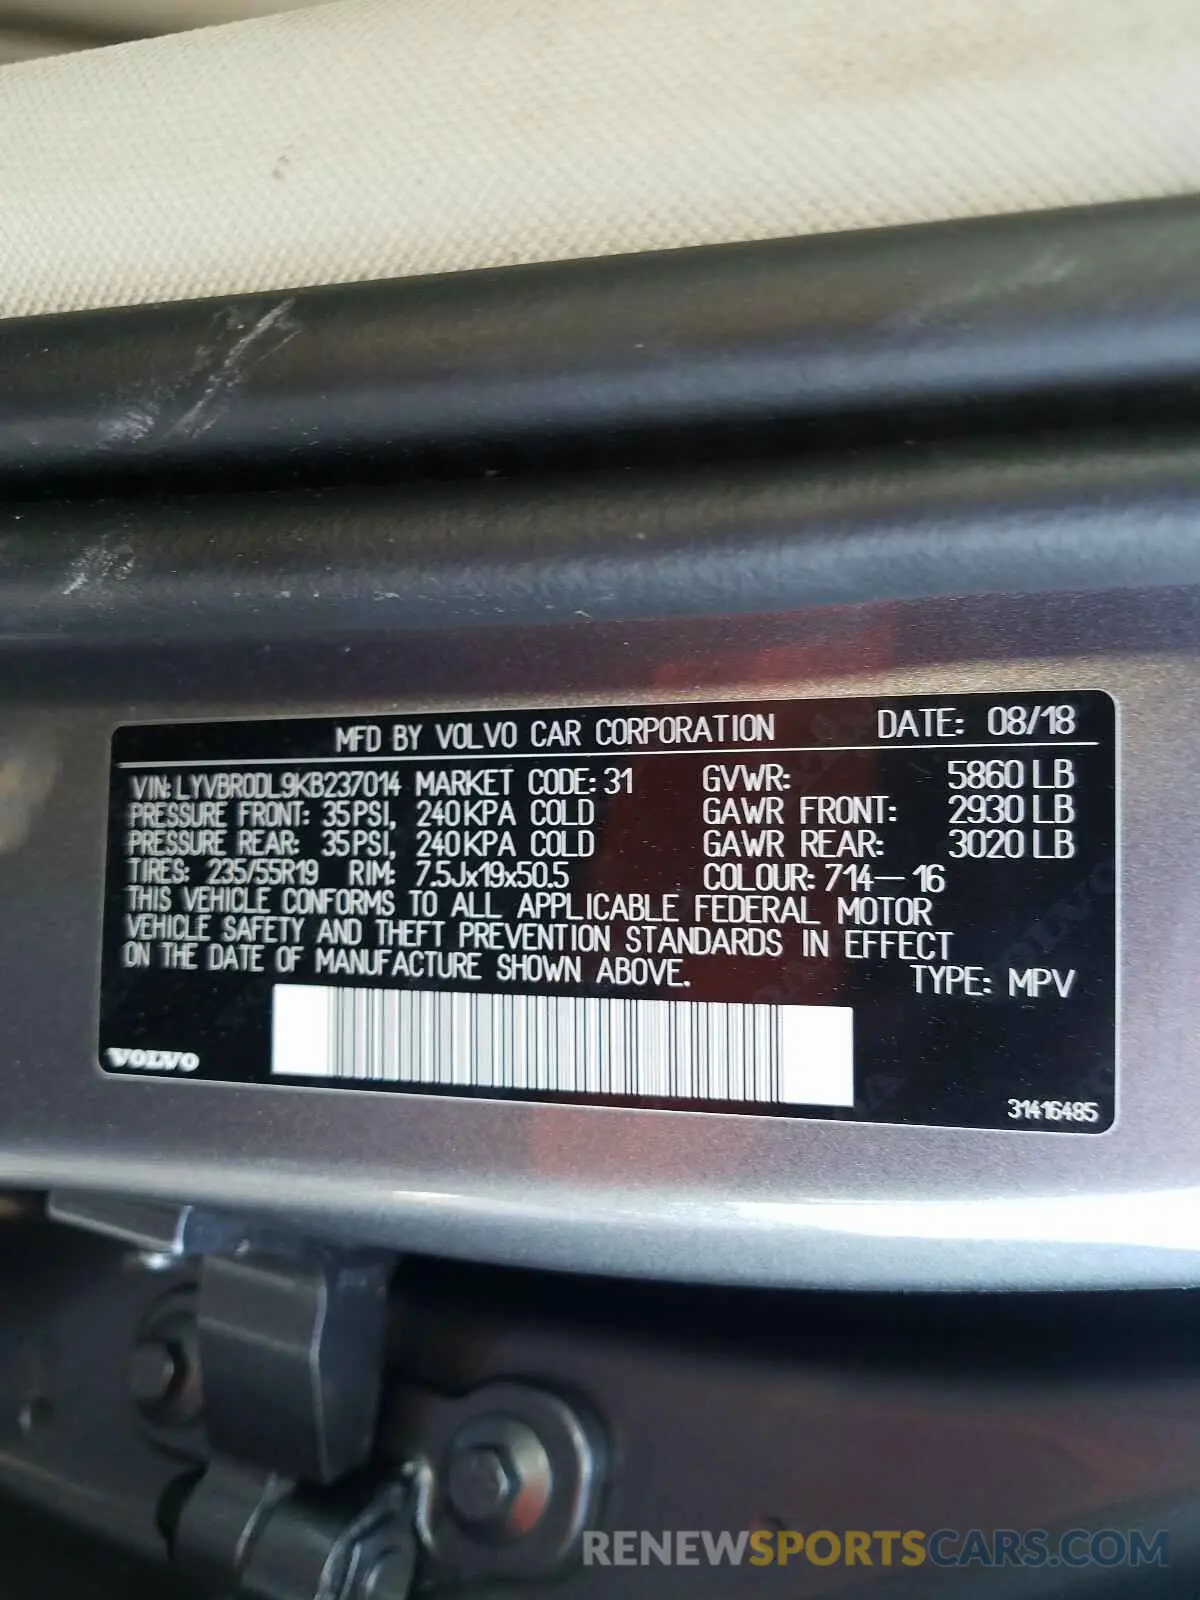 MFD BY VOLVO CAR CORPORATION DATE: 08/18
VIN: LYVBR0DL9KB237014 MARKET CODE: 31 GVWR: 5860 LB
PRESSURE FRONT: 35 PSI, 240 KPA COLD GAWR FRONT: 2930 LB
PRESSURE REAR: 35 PSI, 240 KPA COLD GAWR REAR: 3020 LB
TIRES: 235/55R19 RIM: 7.5Jx19x50.5 COLOUR: 714-16
THIS VEHICLE CONFORMS TO ALL APPLICABLE FEDERAL MOTOR
VEHICLE SAFETY AND THEFT PREVENTION STANDARDS IN EFFECT
ON THE DATE OF MANUFACTURE SHOWN ABOVE. TYPE: MPV
VOLVO
31416485
RENEWSPORTSCARS.COM